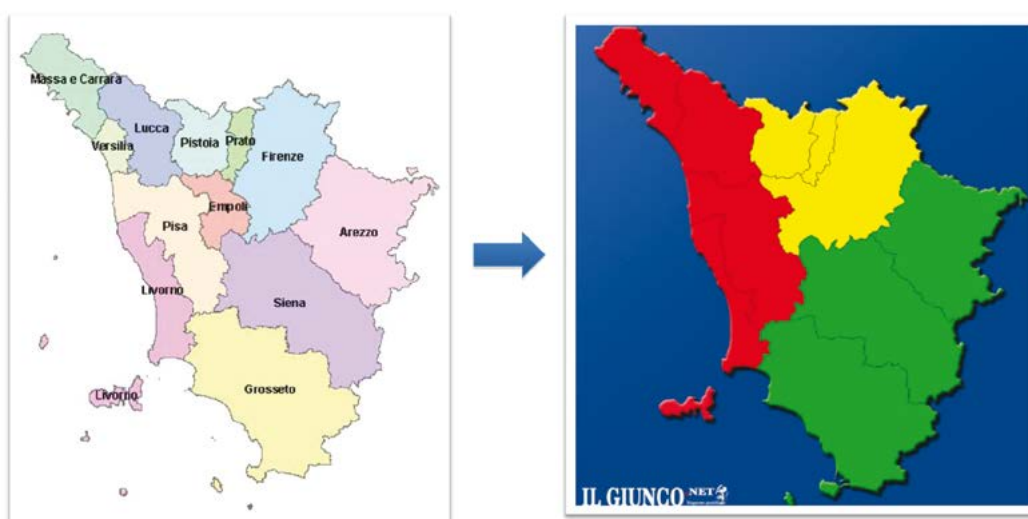 Massa e Carrara
Lucca
Versilia
Pistoia
Prato
Firenze
Empoli
Pisa
Arezzo
Livorno
Siena
Grosseto
Livorno
IL GIUNCO .NET